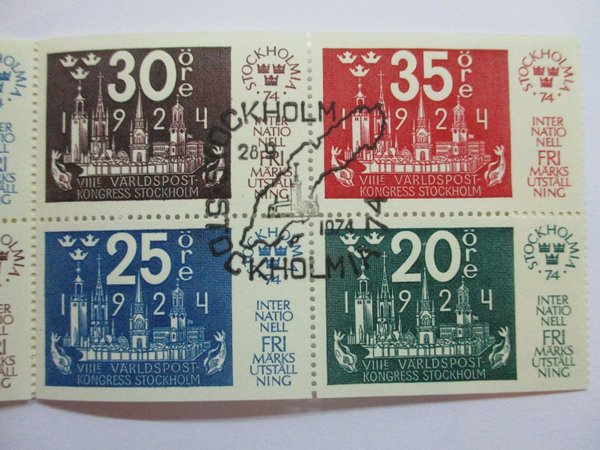 30 öre
1924
VIIIE VÄRLDSPOST-
KONGRESS STOCKHOLM
STOCKHOLMIA
'74
INTER
NATIO
NELL
FRI
MÄRKS
UTSTÄLL
NING
35 öre
1924
VIIIE VÄRLDSPOST-
KONGRESS STOCKHOLM
STOCKHOLMIA
'74
INTER
NATIO
NELL
FRI
MÄRKS
UTSTÄLL
NING
STOCKHOLM
1974
STOCKHOLMIA 74
25 öre
1924
VIIIE VÄRLDSPOST-
KONGRESS STOCKHOLM
74
INTER
NATIO
NELL
FRI
MÄRKS
UTSTÄLL
NING
20 öre
1924
VIIIE VÄRLDSPOST-
KONGRESS STOCKHOLM
STOCKHOLMIA
'74
INTER
NATIO
NELL
FRI
MÄRKS
UTSTÄLL
NING